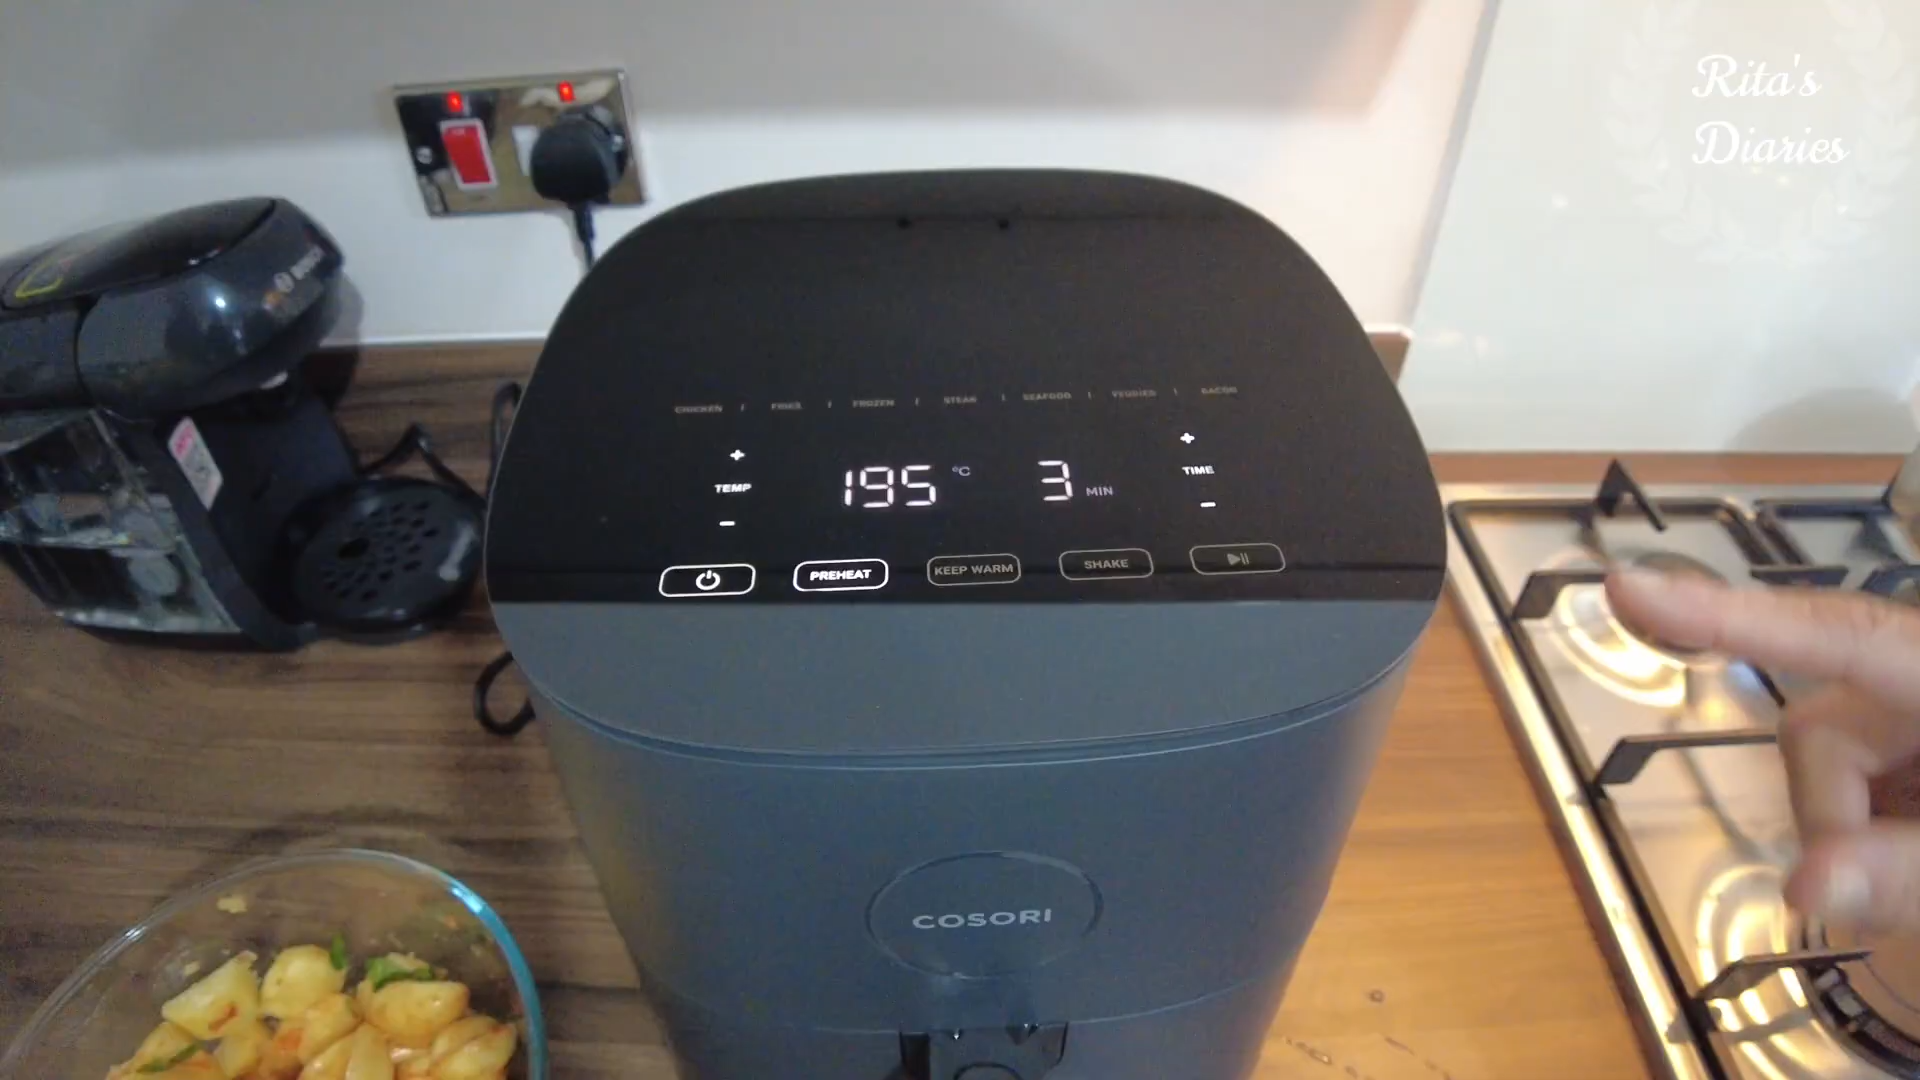 Rita's
Diaries
BOSCH
CHICKEN | FRIES | FROZEN | STEAK | SEAFOOD | VEGGIES | BACON
+ +
TEMP 195 °C 3 MIN TIME
- -
PREHEAT KEEP WARM SHAKE
COSORI